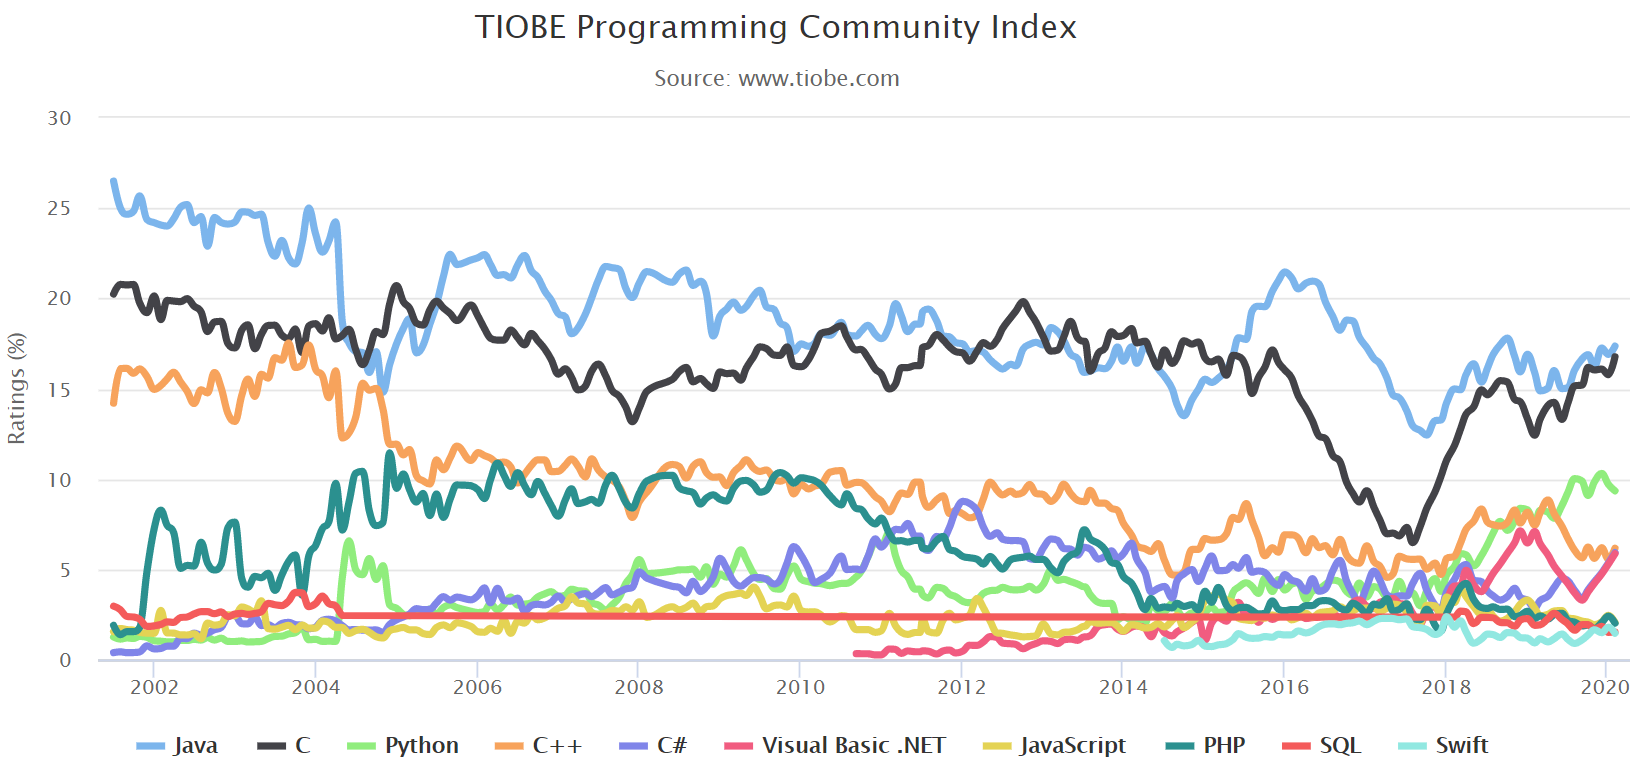 TIOBE Programming Community Index
Source: www.tiobe.com
Ratings (%)
30
25
20
15
10
5
0
2002 2004 2006 2008 2010 2012 2014 2016 2018 2020
Java C Python C++ C# Visual Basic .NET JavaScript PHP SQL Swift